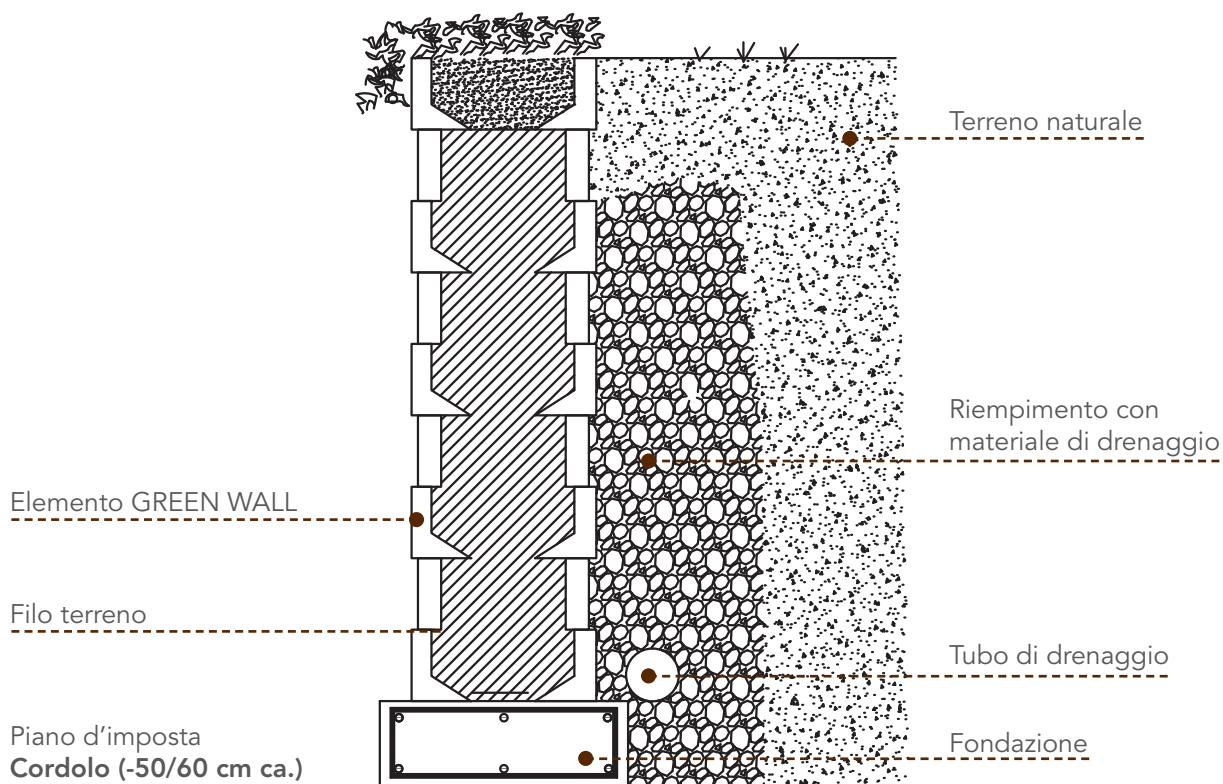 Terreno naturale
Riempimento con
materiale di drenaggio
Elemento GREEN WALL
Filo terreno
Tubo di drenaggio
Piano d’imposta
Cordolo (-50/60 cm ca.)
Fondazione